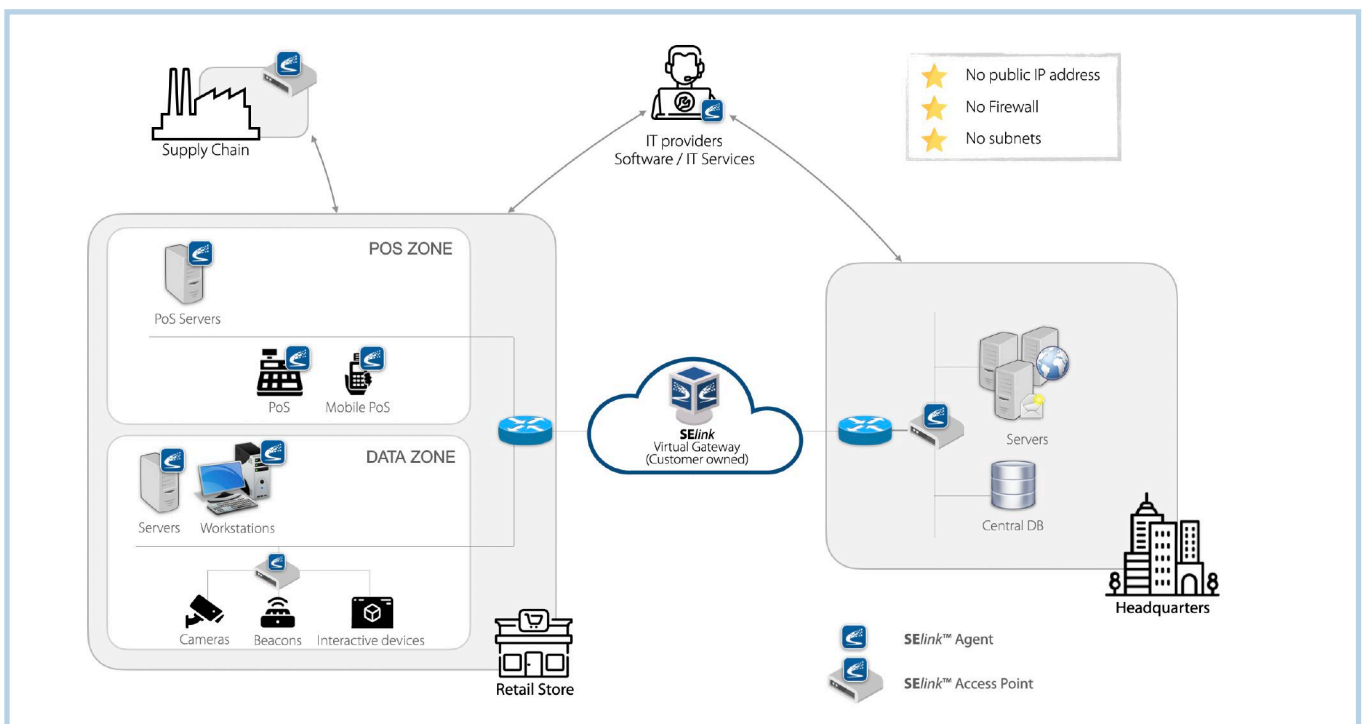 No public IP address
No Firewall
No subnets
Supply Chain
IT providers
Software / IT Services
POS ZONE
PoS Servers
PoS
Mobile PoS
DATA ZONE
Servers
Workstations
Cameras
Beacons
Interactive devices
Retail Store
SElink
Virtual Gateway
(Customer owned)
Servers
Central DB
Headquarters
SElink™ Agent
SElink™ Access Point